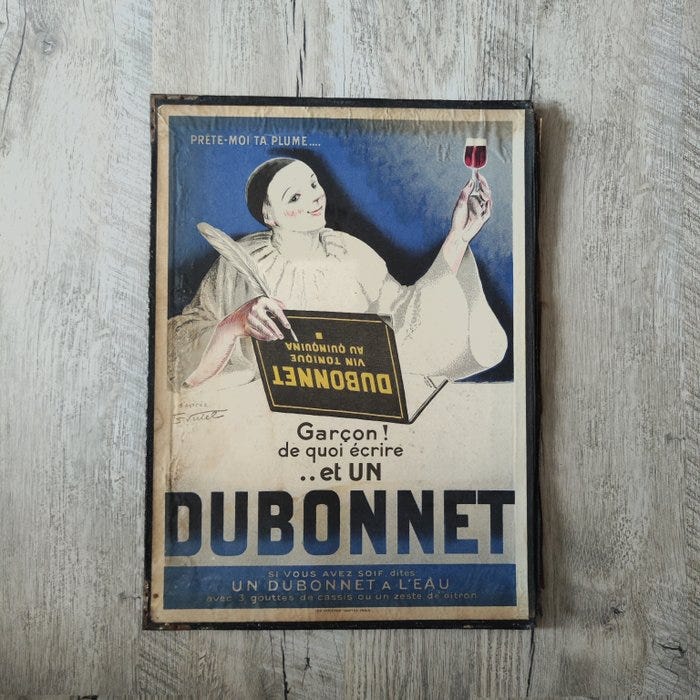 PRÊTE-MOI TA PLUME....
DUBONNET
VIN TONIQUE
AU QUINQUINA
Garçon !
de quoi écrire
..et UN
DUBONNET
SI VOUS AVEZ SOIF, dites
UN DUBONNET A L'EAU
avec 3 gouttes de cassis ou un zeste de citron